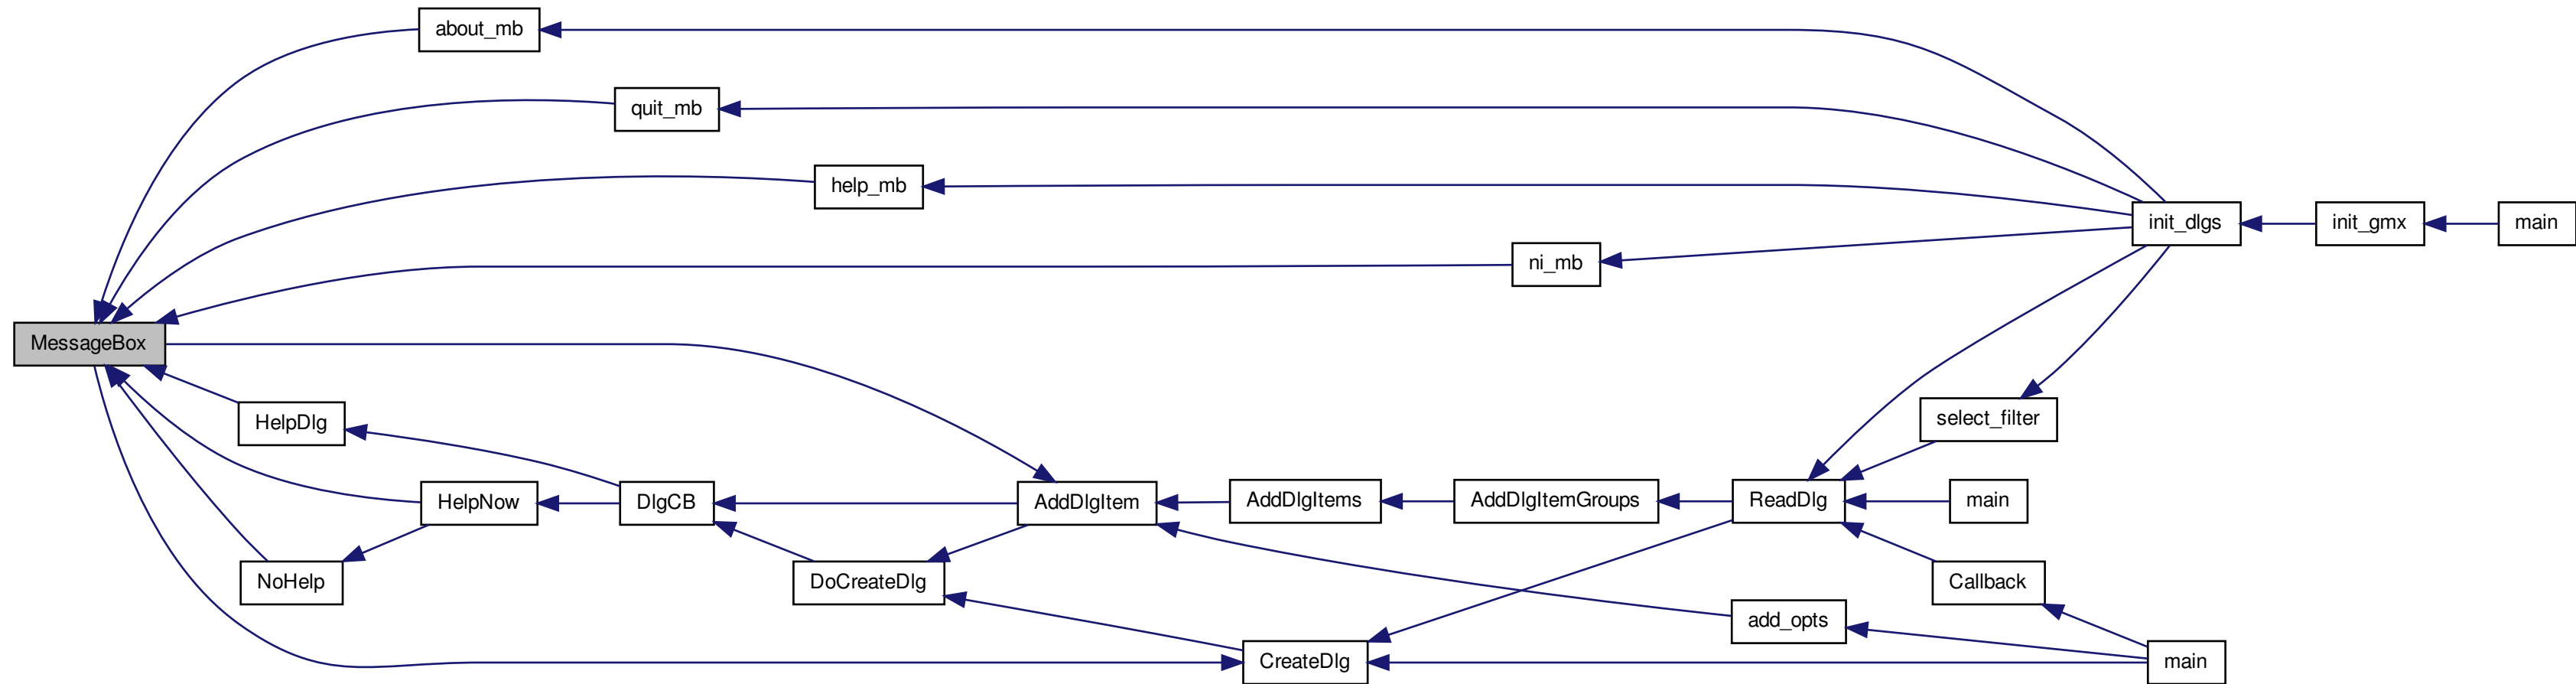 about_mb
quit_mb
help_mb
init_dlgs
init_gmx
main
ni_mb
MessageBox
HelpDlg
select_filter
HelpNow
DlgCB
AddDlgItem
AddDlgItems
AddDlgItemGroups
ReadDlg
main
NoHelp
DoCreateDlg
Callback
add_opts
CreateDlg
main